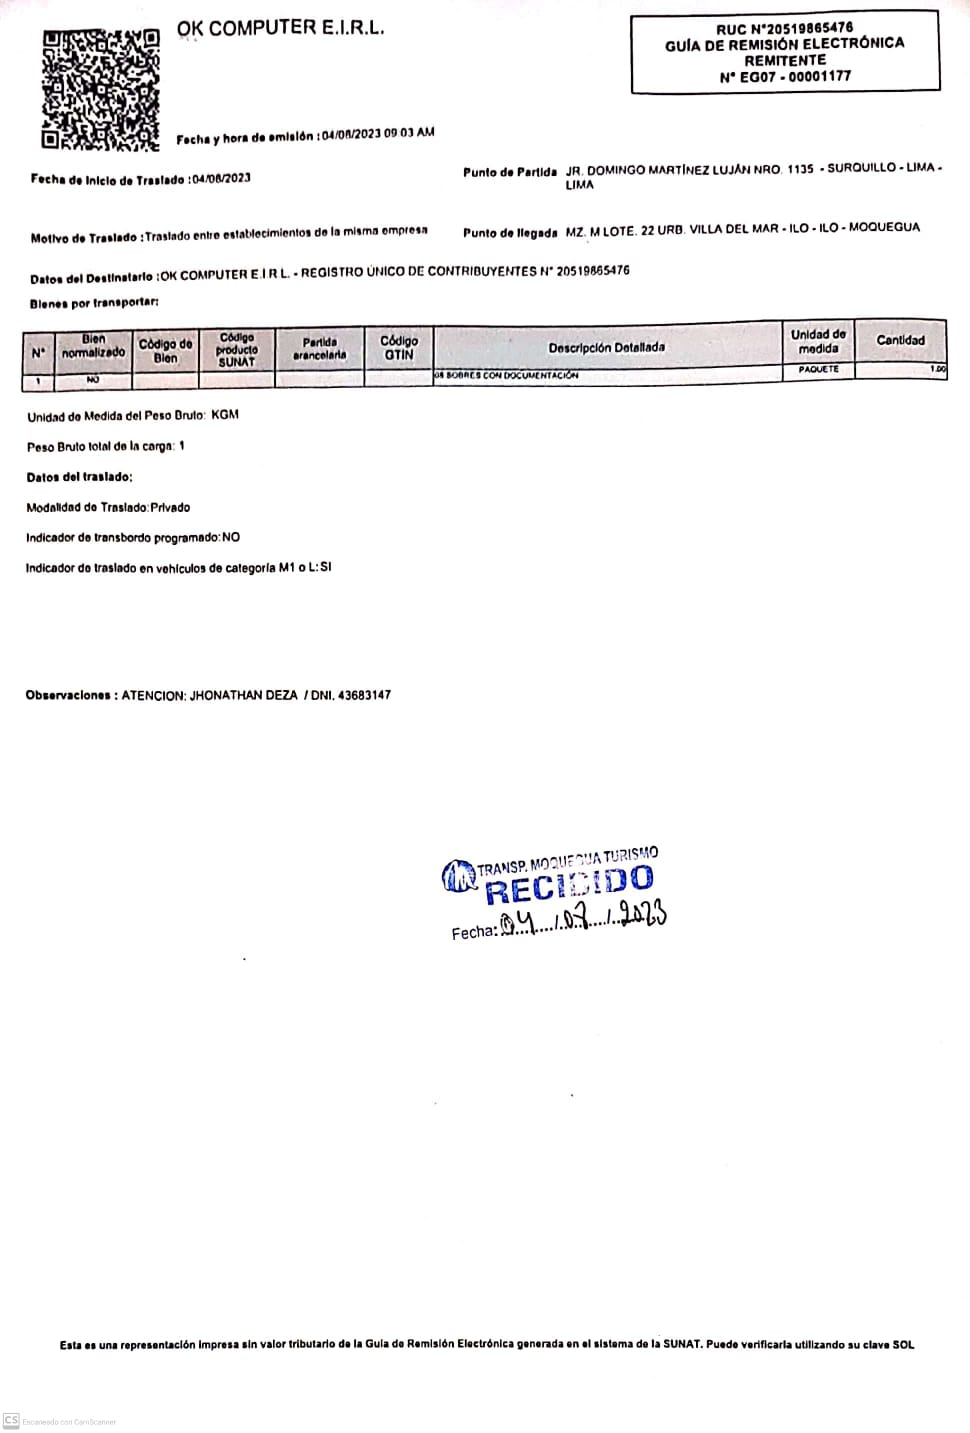 OK COMPUTER E.I.R.L.
RUC N°20519865476
GUÍA DE REMISIÓN ELECTRÓNICA
REMITENTE
N° EG07 - 00001177
Fecha y hora de emisión :04/08/2023 09 03 AM
Fecha de Inicio de Traslado :04/08/2023
Punto de Partida JR. DOMINGO MARTÍNEZ LUJÁN NRO. 1135 - SURQUILLO - LIMA -
LIMA
Motivo de Traslado :Traslado entre establecimientos de la misma empresa
Punto de llegada MZ. M LOTE. 22 URB. VILLA DEL MAR - ILO - ILO - MOQUEGUA
Datos del Destinatario :OK COMPUTER E.I R L. - REGISTRO ÚNICO DE CONTRIBUYENTES N° 20519865476
Bienes por transportar:
N° Bien normalizado Código de Bien Código producto SUNAT Partida arancelaria Código GTIN Descripción Detallada Unidad de medida Cantidad
1 NO SOBRES CON DOCUMENTACIÓN PAQUETE 1.00
Unidad de Medida del Peso Bruto: KGM
Peso Bruto total de la carga: 1
Datos del traslado:
Modalidad de Traslado:Privado
Indicador de transbordo programado:NO
Indicador de traslado en vehículos de categoría M1 o L:SI
Observaciones : ATENCION: JHONATHAN DEZA / DNI. 43683147
TRANSP. MOQUEGUA TURISMO
RECIBIDO
Fecha: 04 / 07 / 2023
Esta es una representación impresa sin valor tributario de la Guía de Remisión Electrónica generada en el sistema de la SUNAT. Puede verificarla utilizando su clave SOL
CS Escaneado con CamScanner